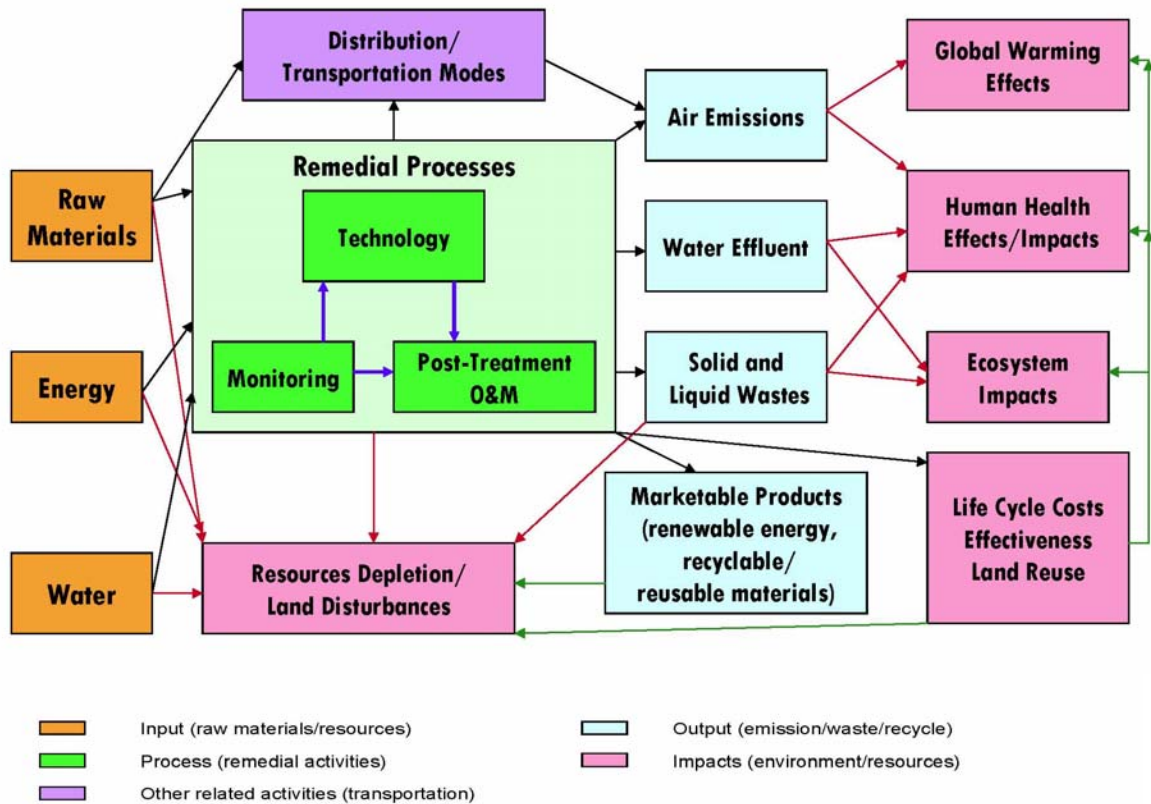 Distribution/
Transportation Modes
Global Warming
Effects
Air Emissions
Remedial Processes
Raw
Materials
Technology
Water Effluent
Human Health
Effects/Impacts
Energy
Monitoring
Post-Treatment
O&M
Solid and
Liquid Wastes
Ecosystem
Impacts
Marketable Products
(renewable energy,
recyclable/
reusable materials)
Life Cycle Costs
Effectiveness
Land Reuse
Water
Resources Depletion/
Land Disturbances
Input (raw materials/resources)
Process (remedial activities)
Other related activities (transportation)
Output (emission/waste/recycle)
Impacts (environment/resources)